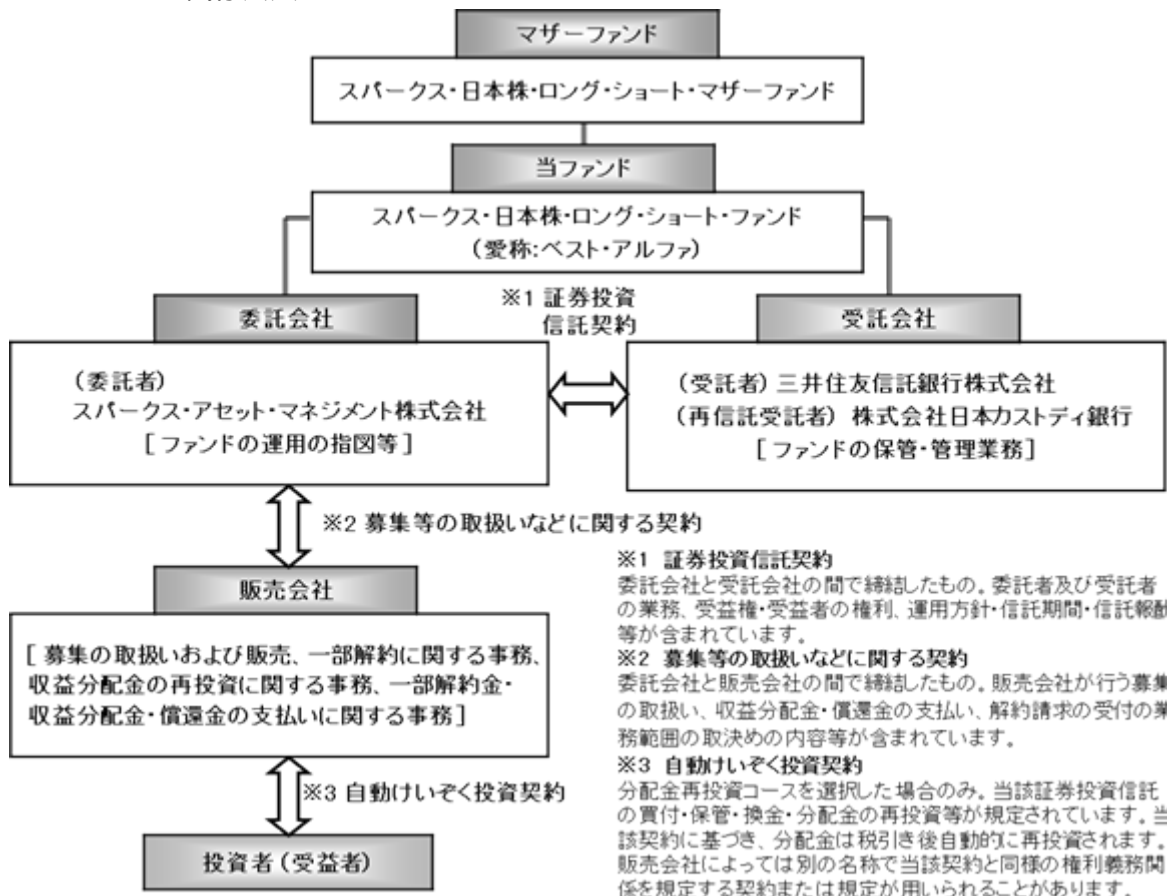 マザーファンド
スパークス・日本株・ロング・ショート・マザーファンド
当ファンド
スパークス・日本株・ロング・ショート・ファンド
(愛称:ベスト・アルファ)
※1 証券投資
信託契約
委託会社
(委託者)
スパークス・アセット・マネジメント株式会社
[ファンドの運用の指図等]
受託会社
(受託者) 三井住友信託銀行株式会社
(再信託受託者) 株式会社日本カストディ銀行
[ファンドの保管・管理業務]
※2 募集等の取扱いなどに関する契約
販売会社
[ 募集の取扱いおよび販売、一部解約に関する事務、
収益分配金の再投資に関する事務、一部解約金・
収益分配金・償還金の支払いに関する事務]
※3 自動けいぞく投資契約
投資者(受益者)
※1 証券投資信託契約
委託会社と受託会社の間で締結したもの。委託者及び受託者
の業務、受益権・受益者の権利、運用方針・信託期間・信託報酬
等が含まれています。
※2 募集等の取扱いなどに関する契約
委託会社と販売会社の間で締結したもの。販売会社が行う募集
の取扱い、収益分配金・償還金の支払い、解約請求の受付の業
務範囲の取決めの内容等が含まれています。
※3 自動けいぞく投資契約
分配金再投資コースを選択した場合のみ。当該証券投資信託
の買付・保管・換金・分配金の再投資等が規定されています。当
該契約に基づき、分配金は税引き後自動的に再投資されます。
販売会社によっては別の名称で当該契約と同様の権利義務関
係を規定する契約または規定が用いられることがあります。